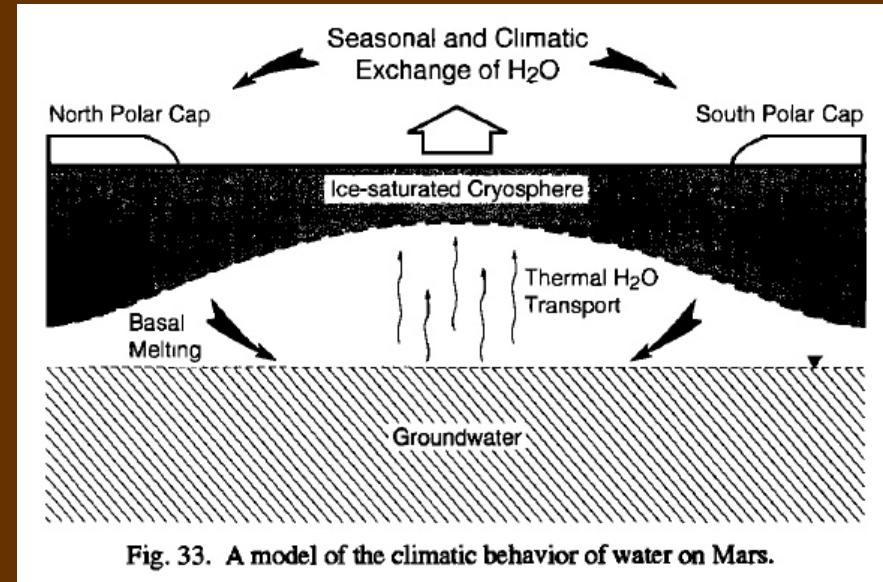 Seasonal and Climatic
Exchange of H₂O
North Polar Cap
South Polar Cap
Ice-saturated Cryosphere
Thermal H₂O
Transport
Basal
Melting
Groundwater
Fig. 33. A model of the climatic behavior of water on Mars.